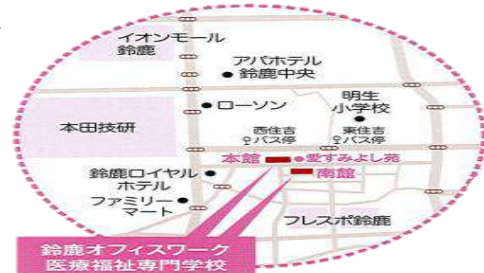 イオンモール
鈴鹿
アパホテル
鈴鹿中央
ローソン
明生
小学校
本田技研
西住吉
バス停
東住吉
バス停
本館
愛すみよし苑
南館
鈴鹿ロイヤル
ホテル
ファミリー
マート
フレスポ鈴鹿
鈴鹿オフィスワーク
医療福祉専門学校